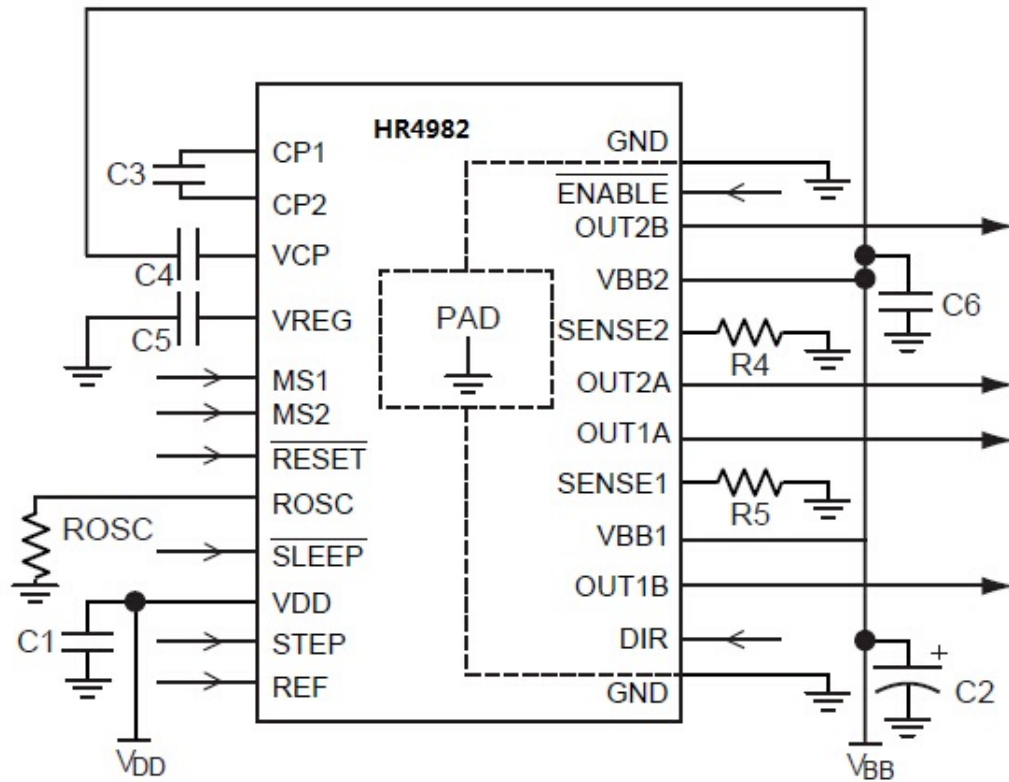 HR4982
CP1
CP2
VCP
VREG
MS1
MS2
RESET
ROSC
SLEEP
VDD
STEP
REF
C3
C4
C5
ROSC
C1
VDD
PAD
GND
ENABLE
OUT2B
VBB2
SENSE2
OUT2A
OUT1A
SENSE1
VBB1
OUT1B
DIR
GND
C6
R4
R5
+
C2
VBB